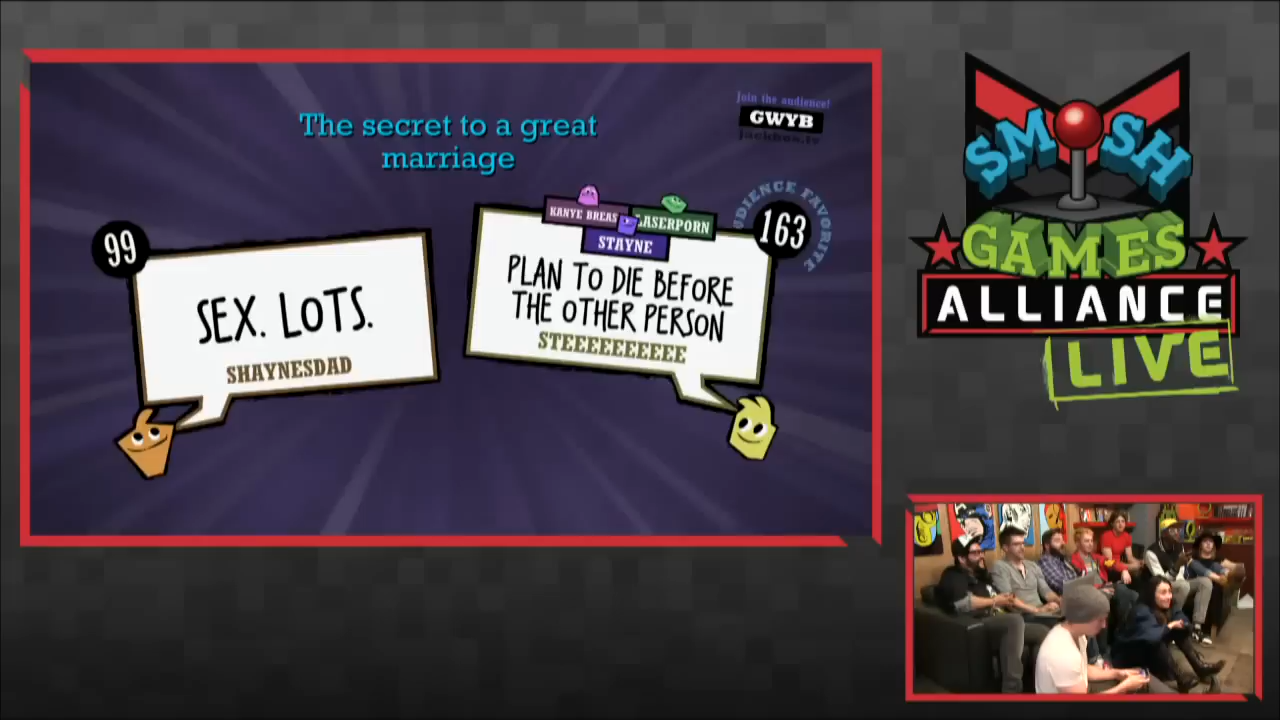 The secret to a great
marriage
Join the audience!
GWYB
jackbox.tv
99
SEX. LOTS.
SHAYNESDAD
KANYE BREAS
LASERPORN
STAYNE
AUDIENCE FAVORITE
163
PLAN TO DIE BEFORE
THE OTHER PERSON
STEEEEEEEEEE
SMOSH
GAMES
ALLIANCE
LIVE